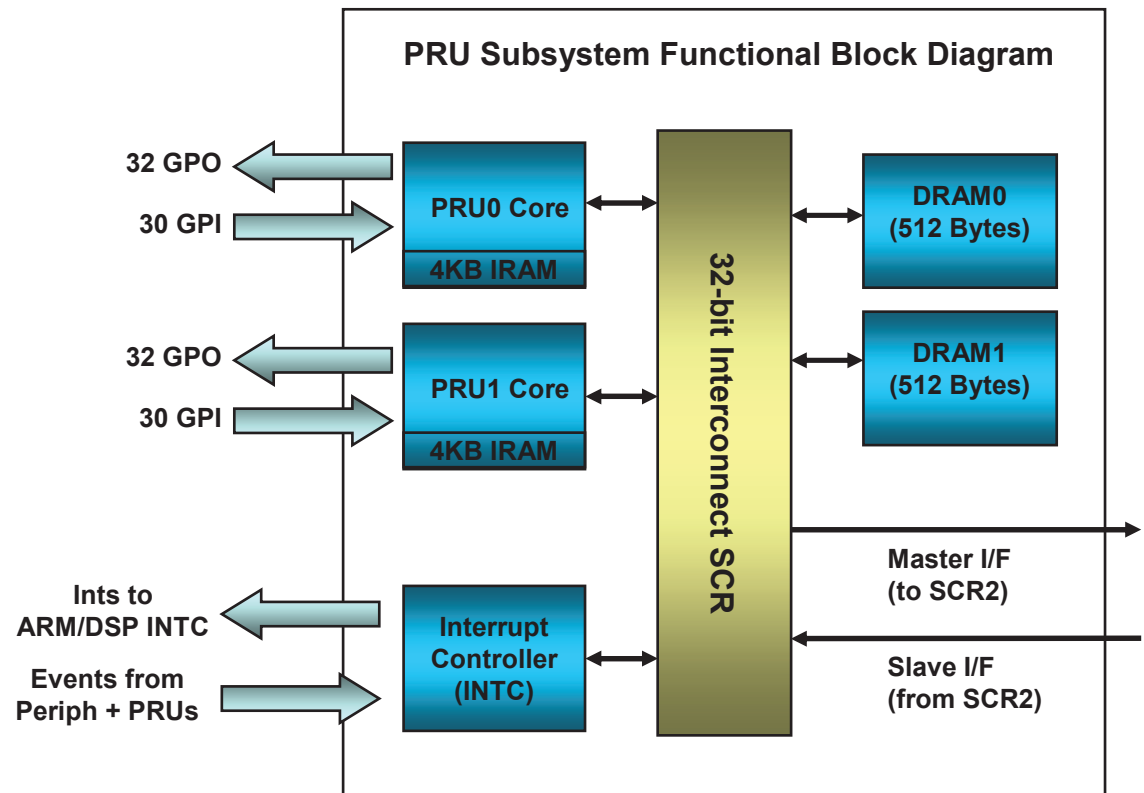 PRU Subsystem Functional Block Diagram
32 GPO
30 GPI
PRU0 Core
4KB IRAM
32 GPO
30 GPI
PRU1 Core
4KB IRAM
Ints to
ARM/DSP INTC
Events from
Periph + PRUs
Interrupt
Controller
(INTC)
32-bit Interconnect SCR
DRAM0
(512 Bytes)
DRAM1
(512 Bytes)
Master I/F
(to SCR2)
Slave I/F
(from SCR2)